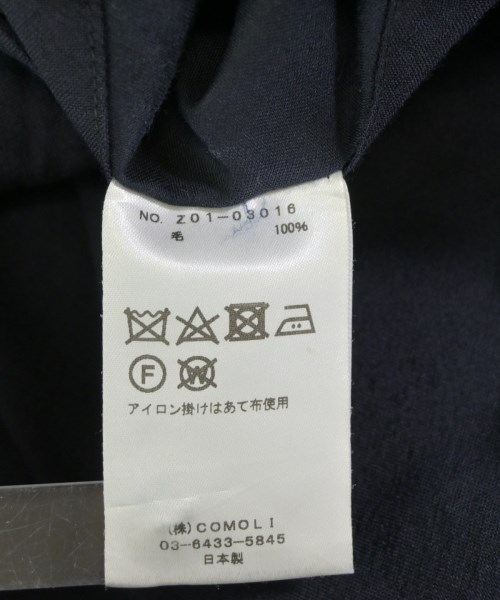 NO. Z01-03016
毛 100%
F W
アイロン掛けはあて布使用
(株)COMOLI
03-6433-5845
日本製